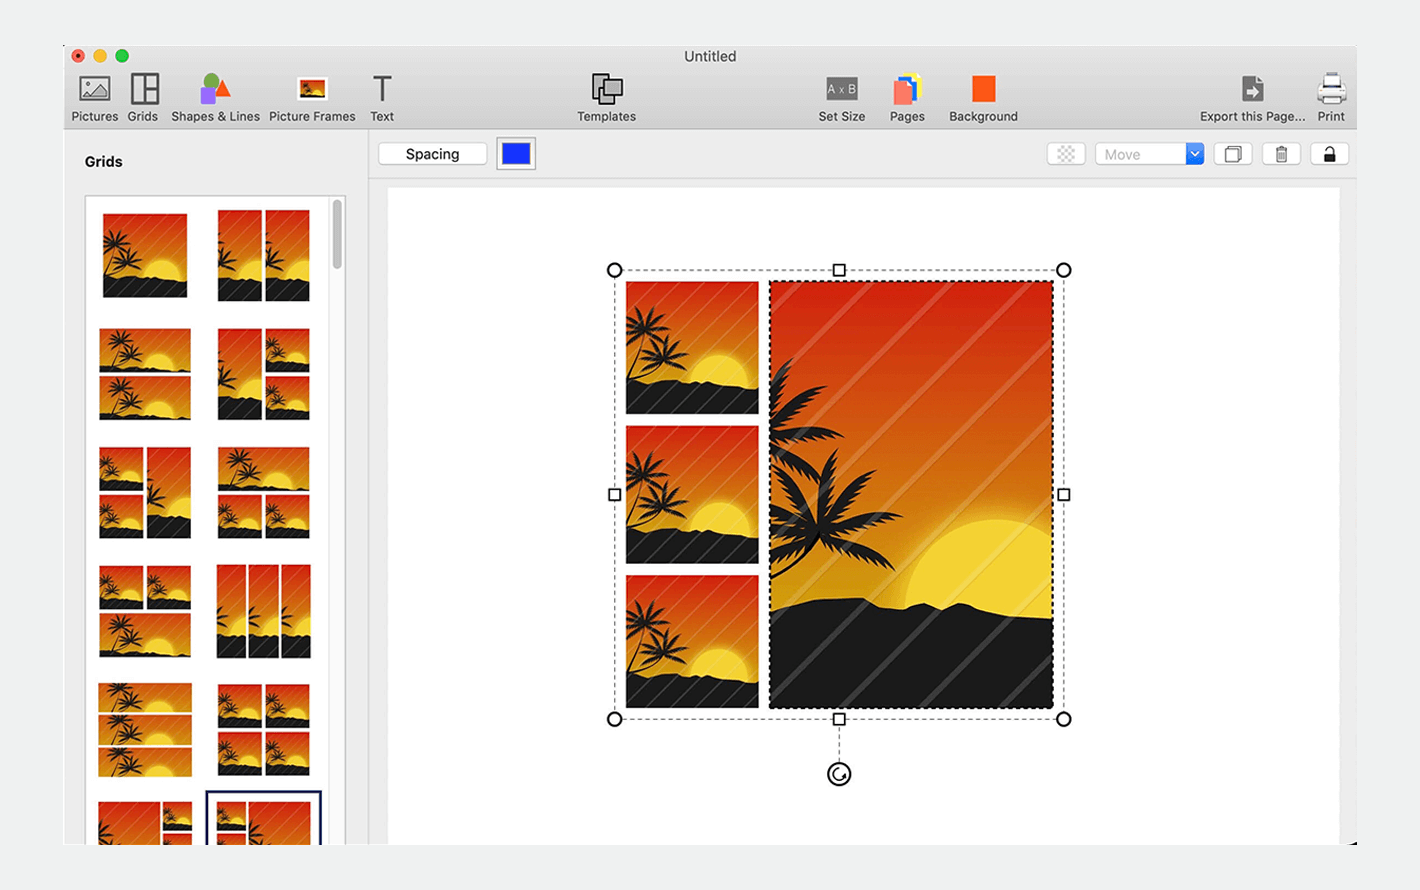 Untitled
Pictures
Grids
Shapes & Lines
Picture Frames
Text
Templates
A x B
Set Size
Pages
Background
Export this Page...
Print
Grids
Spacing
Move